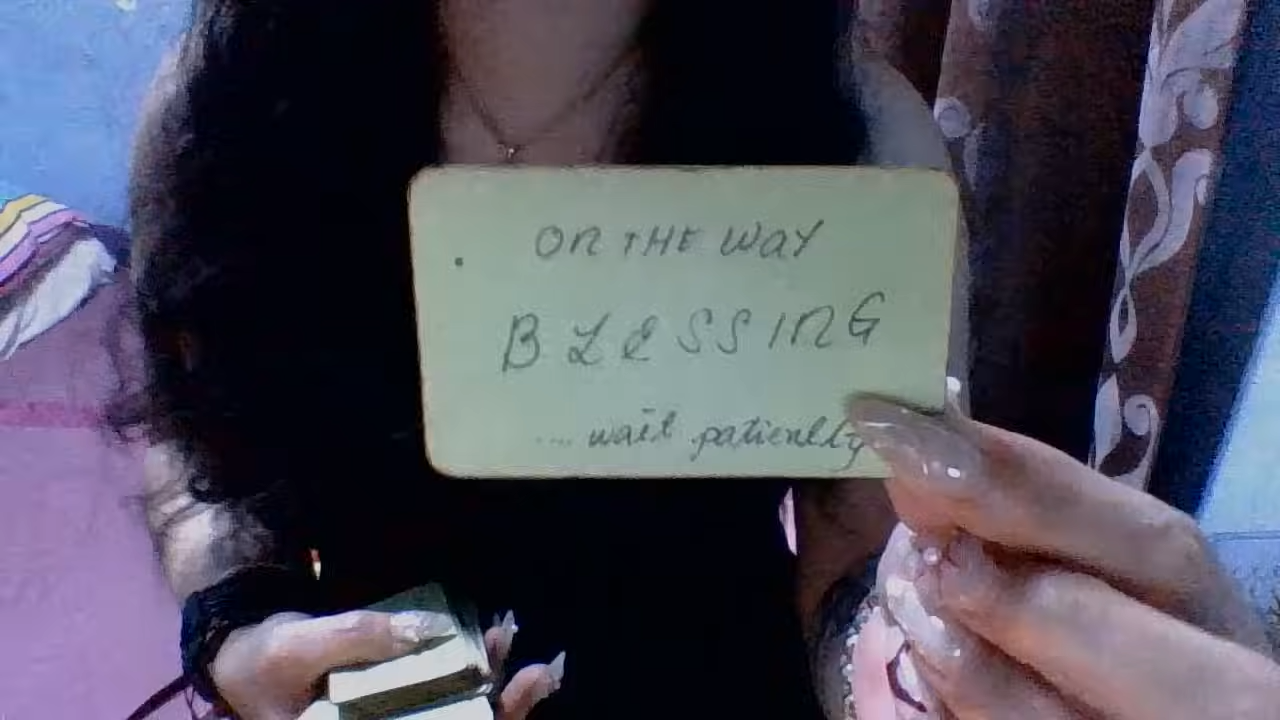 ON THE WAY
BLESSING
.... wait patiently